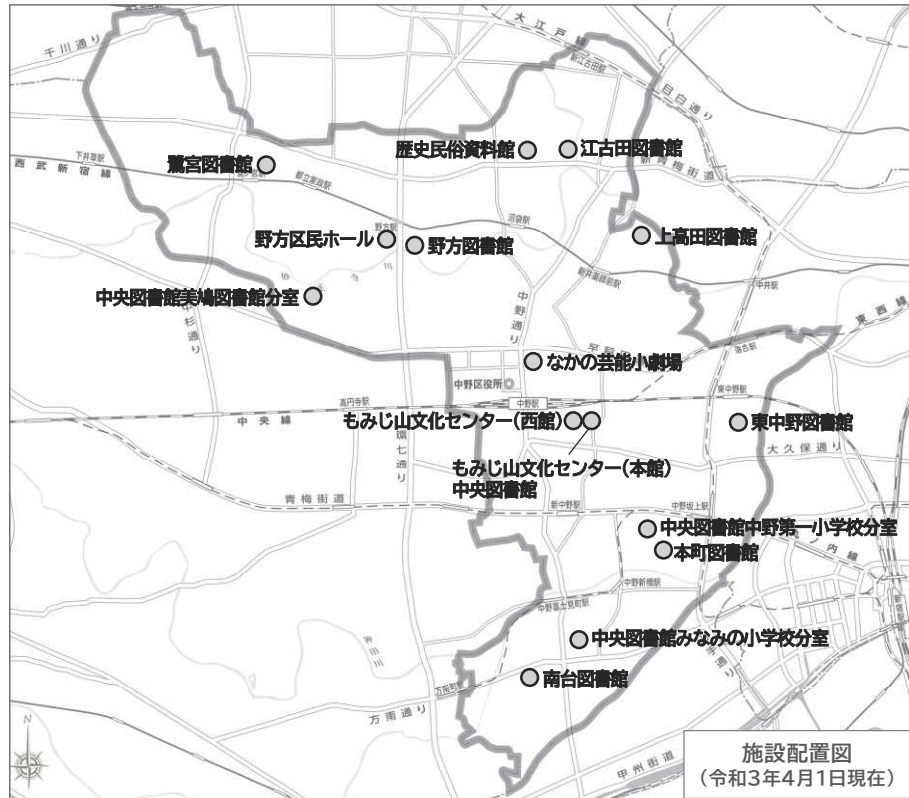 千川通り
大江戸線
新江古田駅
目白通り
歴史民俗資料館
江古田図書館
新青梅街道
下井草駅
西武新宿線
鷺宮図書館
都立家政駅
沼袋駅
野方区民ホール
野方駅
野方図書館
上高田図書館
新井薬師前駅
中井駅
妙正寺川
中央図書館美鳩図書館分室
中杉通り
中野通り
東西線
落合駅
なかの芸能小劇場
中野区役所
高円寺駅
中野駅
東中野駅
中央線
もみじ山文化センター(西館)
東中野図書館
環七通り
大久保通り
もみじ山文化センター(本館)
中央図書館
青梅街道
新中野駅
中野坂上駅
中央図書館中野第一小学校分室
丸ノ内線
本町図書館
中野新橋駅
中野富士見町駅
中央図書館みなみの小学校分室
南台図書館
方南町駅
方南通り
N
甲州街道
施設配置図
(令和3年4月1日現在)